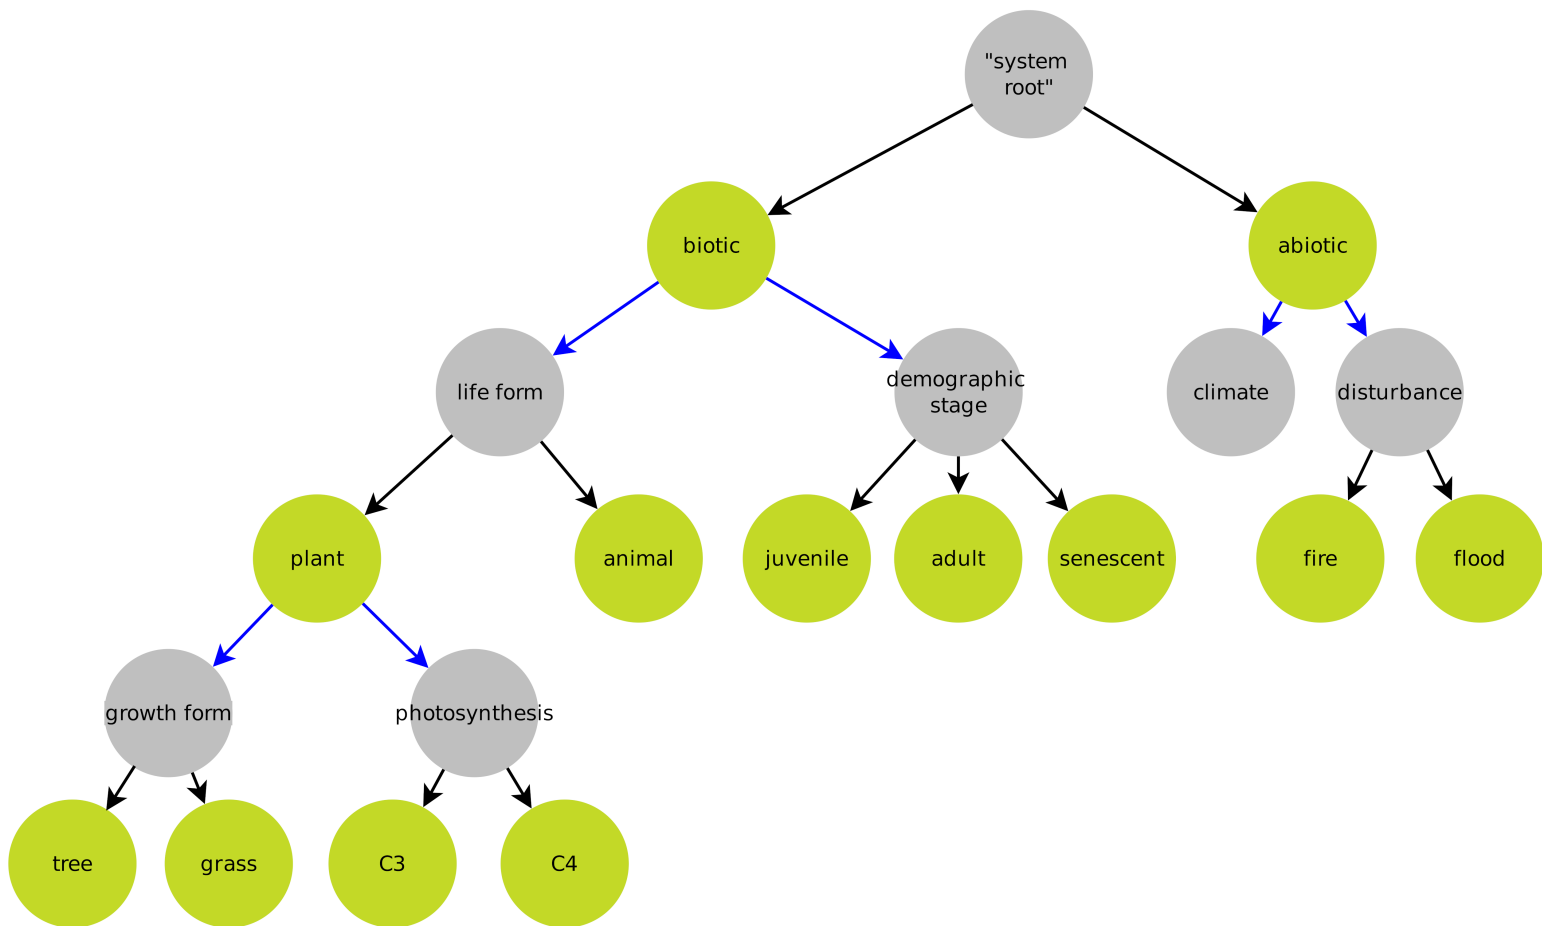 "system
root"
biotic
abiotic
life form
demographic
stage
climate
disturbance
plant
animal
juvenile
adult
senescent
fire
flood
growth form
photosynthesis
tree
grass
C3
C4